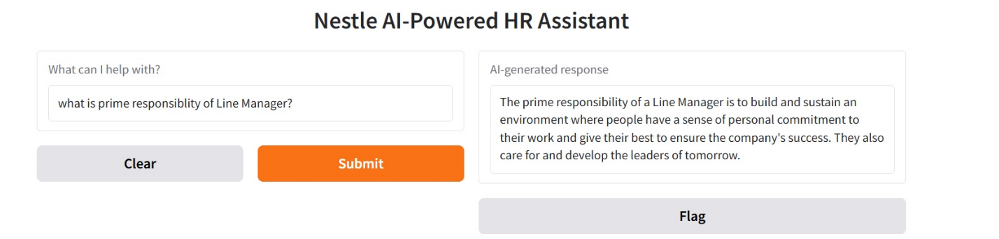 Nestle AI-Powered HR Assistant
What can I help with?
what is prime responsiblity of Line Manager?
Clear
Submit
AI-generated response
The prime responsibility of a Line Manager is to build and sustain an
environment where people have a sense of personal commitment to
their work and give their best to ensure the company's success. They also
care for and develop the leaders of tomorrow.
Flag